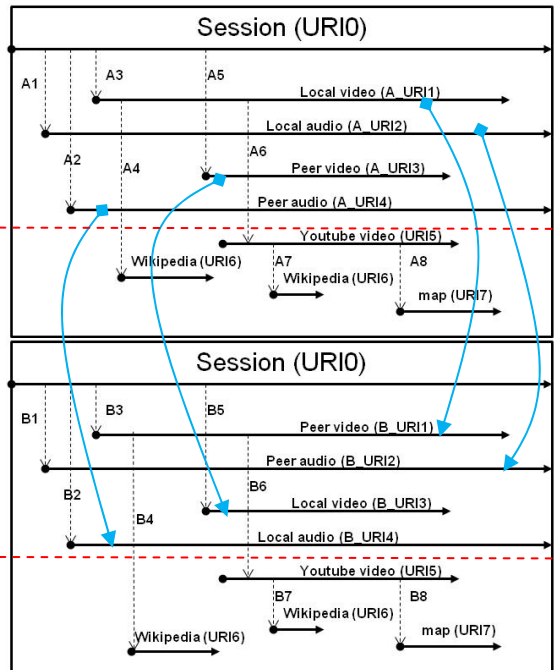 Session (URI0)
A1
A3
A5
Local video (A_URI1)
Local audio (A_URI2)
A2
A4
A6
Peer video (A_URI3)
Peer audio (A_URI4)
Youtube video (URI5)
Wikipedia (URI6)
A7
A8
Wikipedia (URI6)
map (URI7)
Session (URI0)
B1
B3
B5
Peer video (B_URI1)
Peer audio (B_URI2)
B2
B4
B6
Local video (B_URI3)
Local audio (B_URI4)
Youtube video (URI5)
B7
B8
Wikipedia (URI6)
Wikipedia (URI6)
map (URI7)